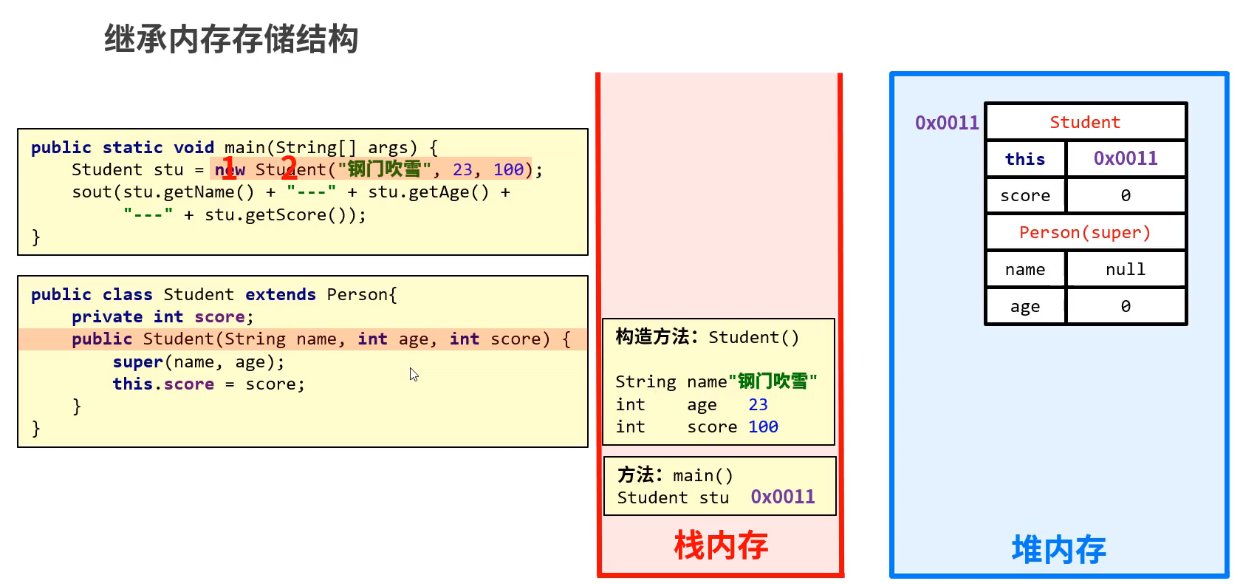 继承内存存储结构
public static void main(String[] args) {
Student stu = new Student("钢门吹雪", 23, 100);
1 2
sout(stu.getName() + "---" + stu.getAge() +
"---" + stu.getScore());
}
public class Student extends Person{
private int score;
public Student(String name, int age, int score) {
super(name, age);
this.score = score;
}
}
构造方法：Student()
String name"钢门吹雪"
int age 23
int score 100
方法：main()
Student stu 0x0011
栈内存
0x0011
Student
this 0x0011
score 0
Person(super)
name null
age 0
堆内存